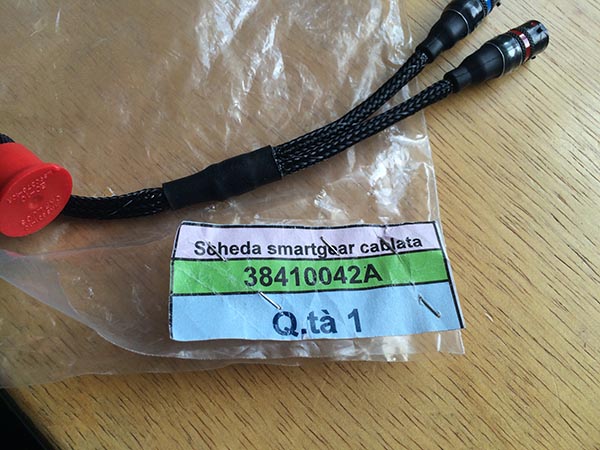 Scheda smartgear cablata
38410042A
Q.tà 1